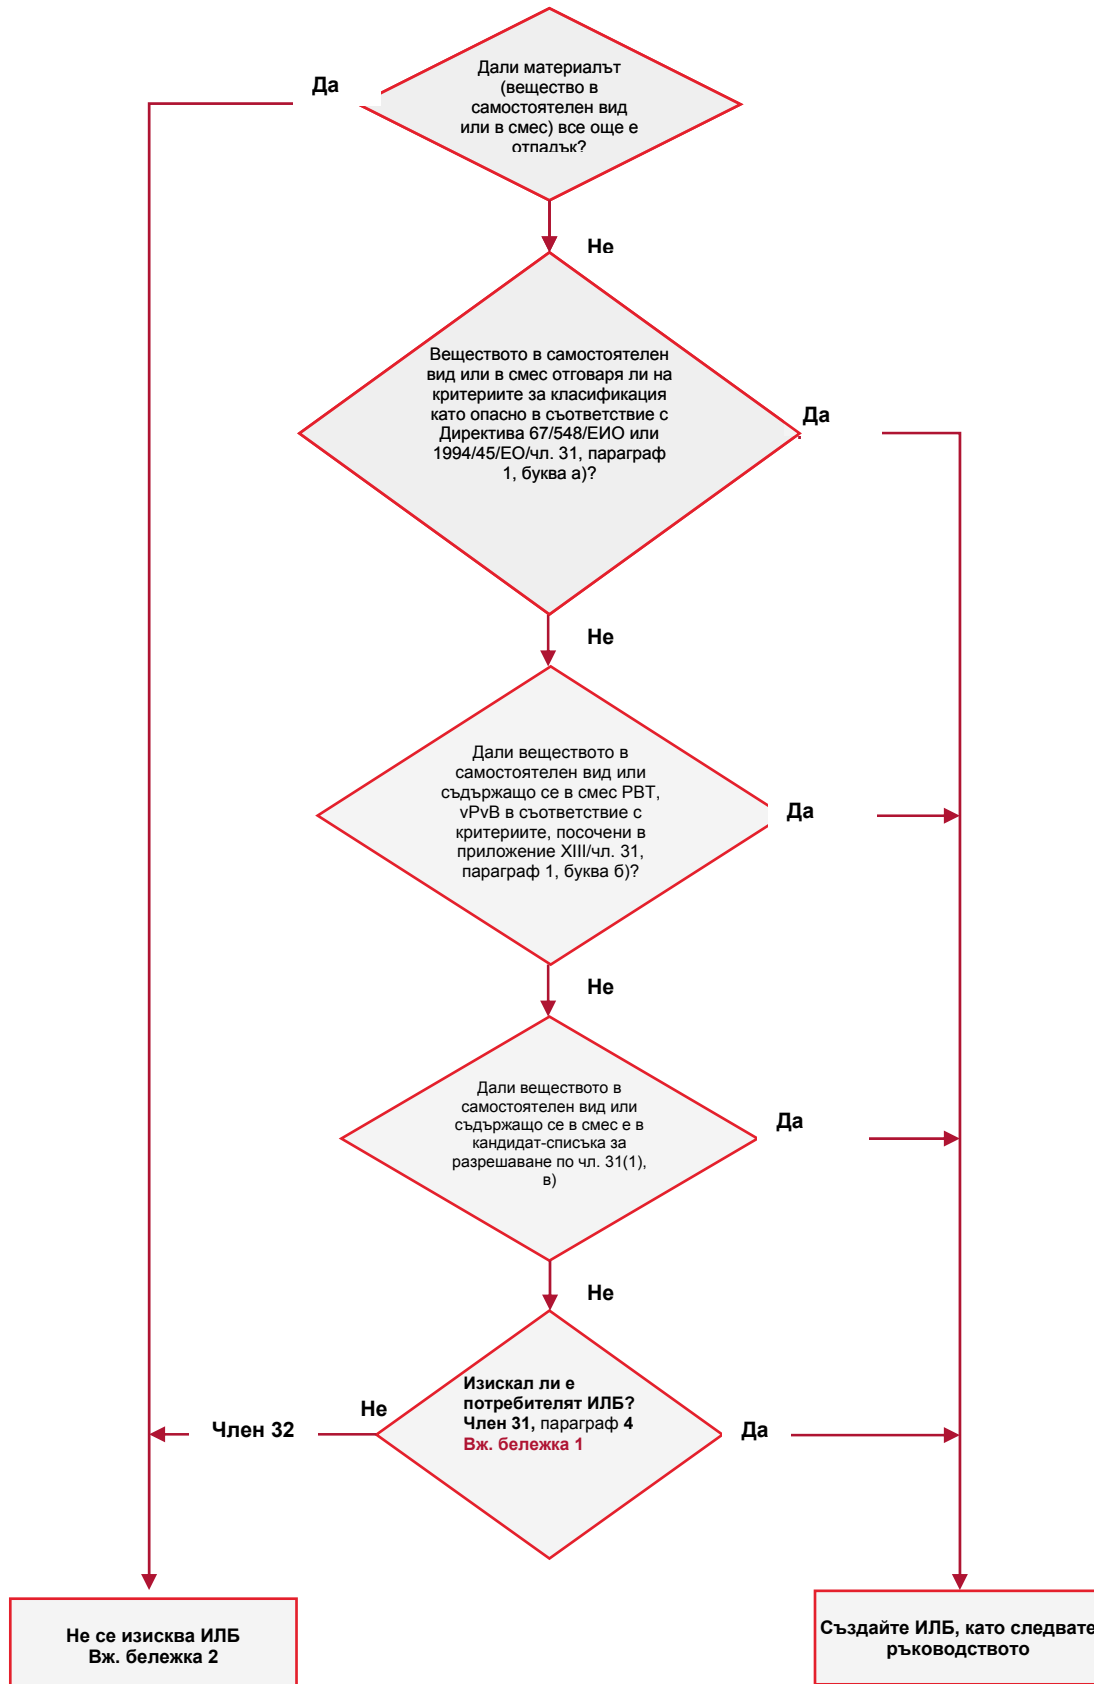 Дали материалът
(вещество в
самостоятелен вид
или в смес) все още е
отпадък?
Да
Не
Веществото в самостоятелен
вид или в смес отговаря ли на
критериите за класификация
като опасно в съответствие с
Директива 67/548/ЕИО или
1994/45/ЕО/чл. 31, параграф
1, буква а)?
Да
Не
Дали веществото в
самостоятелен вид или
съдържащо се в смес PBT,
vPvB в съответствие с
критериите, посочени в
приложение XIII/чл. 31,
параграф 1, буква б)?
Да
Не
Дали веществото в
самостоятелен вид или
съдържащо се в смес е в
кандидат-списъка за
разрешаване по чл. 31(1),
в)
Да
Не
Изискал ли е
потребителят ИЛБ?
Член 31, параграф 4
Вж. бележка 1
Не
Член 32
Да
Не се изисква ИЛБ
Вж. бележка 2
Създайте ИЛБ, като следвате
ръководството